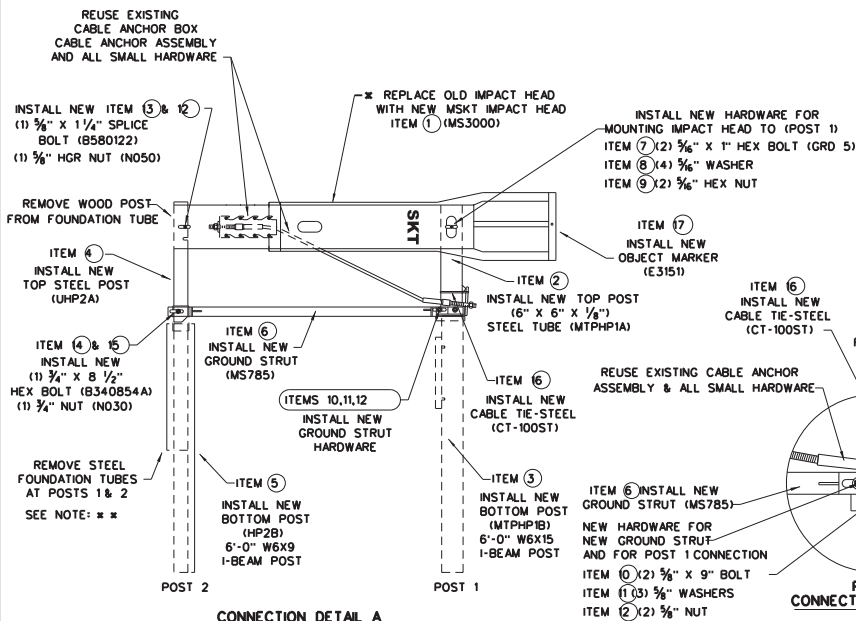 REUSE EXISTING
CABLE ANCHOR BOX
CABLE ANCHOR ASSEMBLY
AND ALL SMALL HARDWARE
INSTALL NEW ITEM 13 & 12
(1) 5/8" X 1 1/4" SPLICE
BOLT (B580122)
(1) 5/8" HGR NUT (N050)
* REPLACE OLD IMPACT HEAD
WITH NEW MSKT IMPACT HEAD
ITEM 1 (MS3000)
INSTALL NEW HARDWARE FOR
MOUNTING IMPACT HEAD TO (POST 1)
ITEM 7 (2) 5/16" X 1" HEX BOLT (GRD 5)
ITEM 8 (4) 5/16" WASHER
ITEM 9 (2) 5/16" HEX NUT
REMOVE WOOD POST
FROM FOUNDATION TUBE
SKT
ITEM 17
INSTALL NEW
OBJECT MARKER
(E3151)
ITEM 4
INSTALL NEW
TOP STEEL POST
(UHP2A)
ITEM 2
INSTALL NEW TOP POST
(6" X 6" X 1/8")
STEEL TUBE (MTPHP1A)
ITEM 16
INSTALL NEW
CABLE TIE-STEEL
(CT-100ST)
ITEM 14 & 15
INSTALL NEW
(1) 3/4" X 8 1/2"
HEX BOLT (B340854A)
(1) 3/4" NUT (N030)
ITEM 6
INSTALL NEW
GROUND STRUT
(MS785)
ITEMS 10,11,12
INSTALL NEW
GROUND STRUT
HARDWARE
ITEM 16
INSTALL NEW
CABLE TIE-STEEL
(CT-100ST)
REUSE EXISTING CABLE ANCHOR
ASSEMBLY & ALL SMALL HARDWARE
REMOVE STEEL
FOUNDATION TUBES
AT POSTS 1 & 2
SEE NOTE: * *
ITEM 5
INSTALL NEW
BOTTOM POST
(HP2B)
6'-0" W6X9
I-BEAM POST
ITEM 3
INSTALL NEW
BOTTOM POST
(MTPHP1B)
6'-0" W6X15
I-BEAM POST
ITEM 6 INSTALL NEW
GROUND STRUT (MS785)
NEW HARDWARE FOR
NEW GROUND STRUT
AND FOR POST 1 CONNECTION
ITEM 10 (2) 5/8" X 9" BOLT
ITEM 11 (3) 5/8" WASHERS
ITEM 12 (2) 5/8" NUT
POST 2
POST 1
CONNECTION DETAIL A
CONNECT